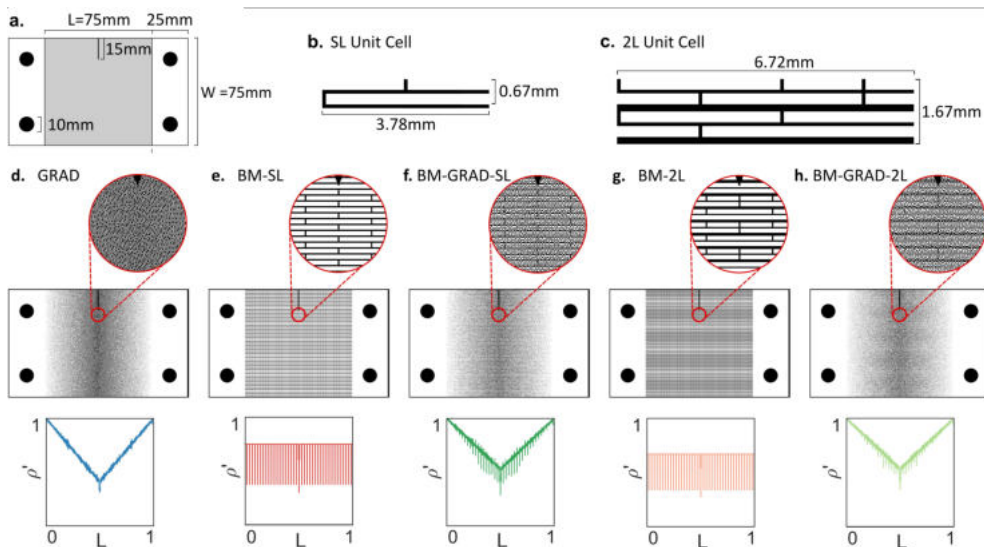 a.
L=75mm
25mm
15mm
W =75mm
10mm
b. SL Unit Cell
0.67mm
3.78mm
c. 2L Unit Cell
6.72mm
1.67mm
d. GRAD
e. BM-SL
f. BM-GRAD-SL
g. BM-2L
h. BM-GRAD-2L
1
ρ'
0
L
1
1
ρ'
0
L
1
1
ρ'
0
L
1
1
ρ'
0
L
1
1
ρ'
0
L
1